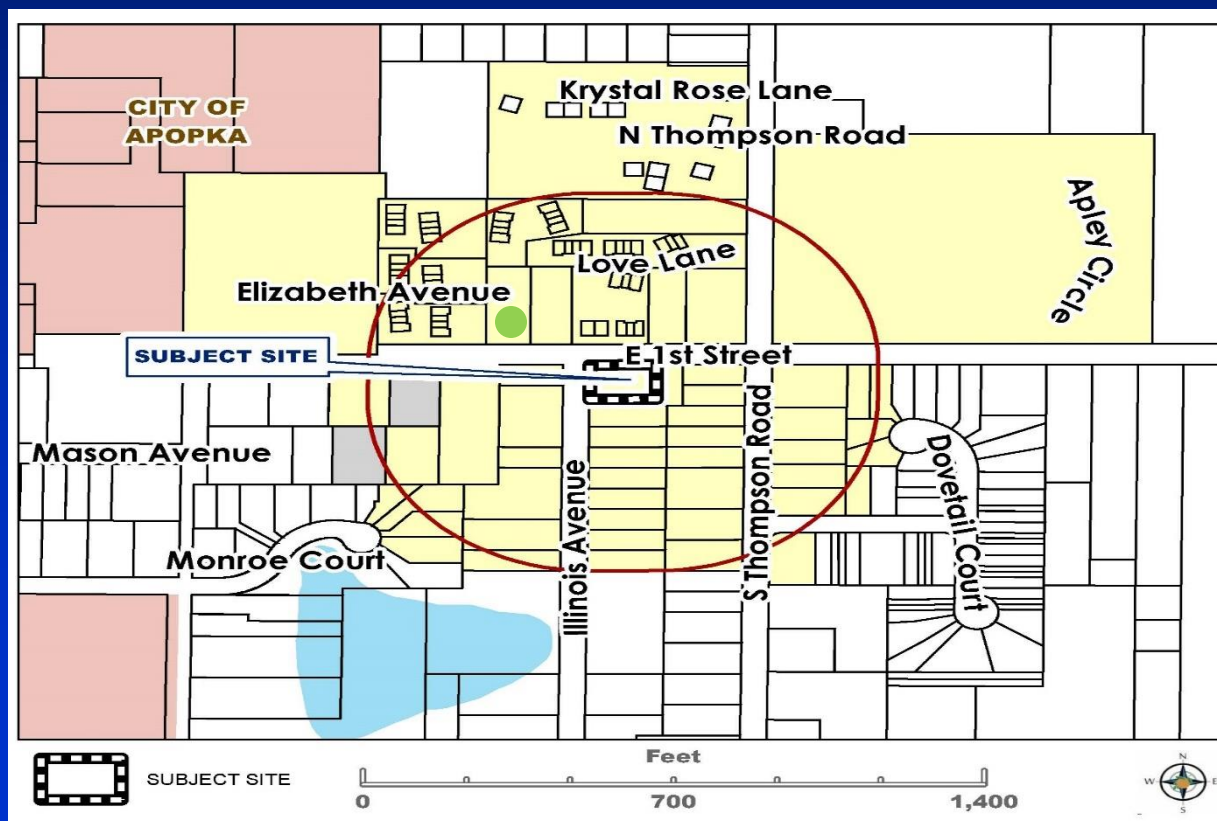 CITY OF
APOPKA
Krystal Rose Lane
N Thompson Road
Apley Circle
Love Lane
Elizabeth Avenue
SUBJECT SITE
E 1st Street
Mason Avenue
Dovetail Court
Illinois Avenue
S Thompson Road
Monroe Court
SUBJECT SITE
Feet
0 700 1,400
N
W E
S